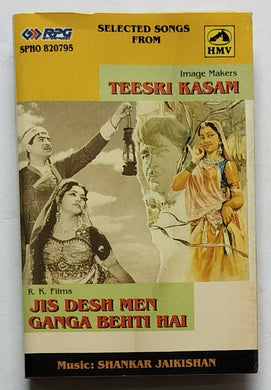 RPG
SPHO 820795
SELECTED SONGS
FROM
HMV
Image Makers
TEESRI KASAM
R. K. Films
JIS DESH MEN
GANGA BEHTI HAI
Music: SHANKAR JAIKISHAN